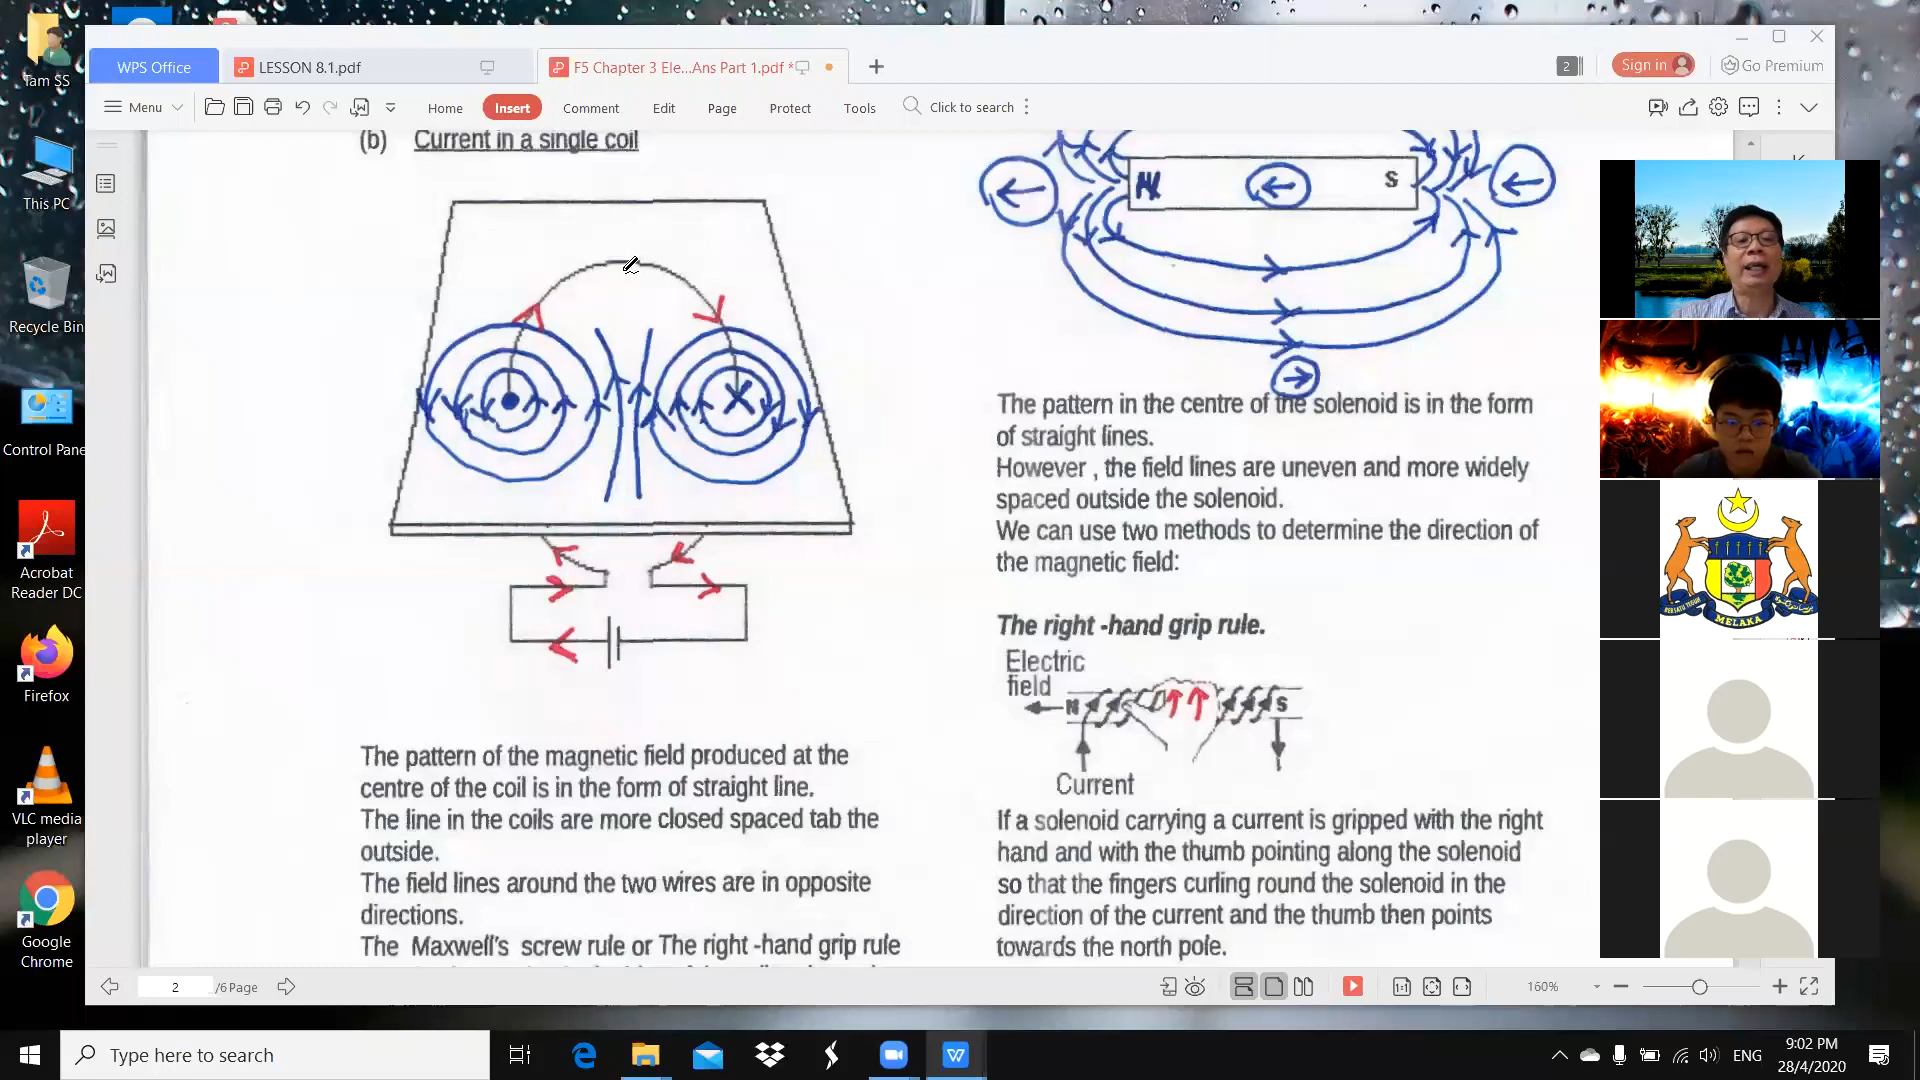 Tam SS
This PC
Recycle Bin
Control Pane
Acrobat
Reader DC
Firefox
VLC media
player
Google
Chrome
WPS Office
LESSON 8.1.pdf
F5 Chapter 3 Ele...Ans Part 1.pdf *
2
Sign in
Go Premium
Menu
Home
Insert
Comment
Edit
Page
Protect
Tools
Click to search
(b) Current in a single coil
The pattern of the magnetic field produced at the
centre of the coil is in the form of straight line.
The line in the coils are more closed spaced tab the
outside.
The field lines around the two wires are in opposite
directions.
The Maxwell's screw rule or The right -hand grip rule
N
S
The pattern in the centre of the solenoid is in the form
of straight lines.
However , the field lines are uneven and more widely
spaced outside the solenoid.
We can use two methods to determine the direction of
the magnetic field:
The right -hand grip rule.
Electric
field
N
S
Current
If a solenoid carrying a current is gripped with the right
hand and with the thumb pointing along the solenoid
so that the fingers curling round the solenoid in the
direction of the current and the thumb then points
towards the north pole.
MELAKA
2
/6Page
160%
Type here to search
ENG
9:02 PM
28/4/2020